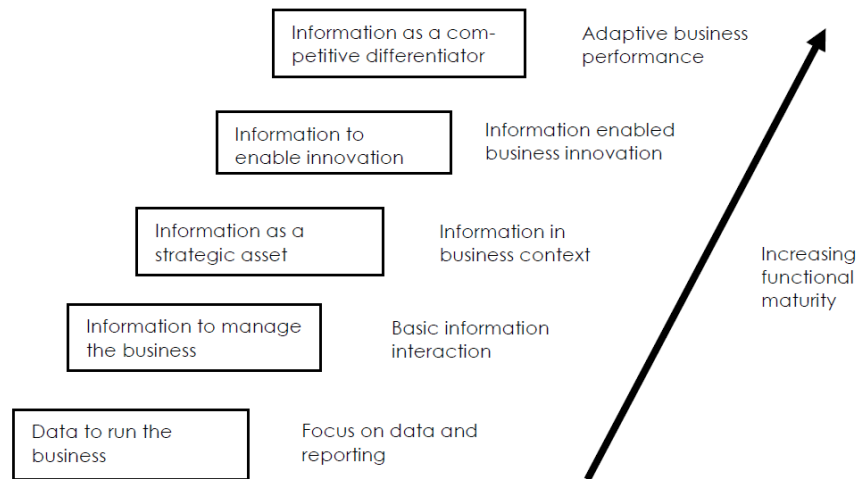 Information as a com-
petitive differentiator
Adaptive business
performance
Information to
enable innovation
Information enabled
business innovation
Information as a
strategic asset
Information in
business context
Increasing
functional
maturity
Information to manage
the business
Basic information
interaction
Data to run the
business
Focus on data and
reporting